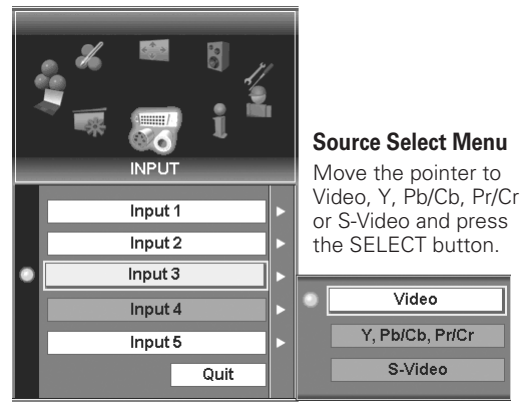 INPUT
Input 1
Input 2
Input 3
Input 4
Input 5
Quit
Source Select Menu
Move the pointer to
Video, Y, Pb/Cb, Pr/Cr
or S-Video and press
the SELECT button.
Video
Y, Pb/Cb, Pr/Cr
S-Video